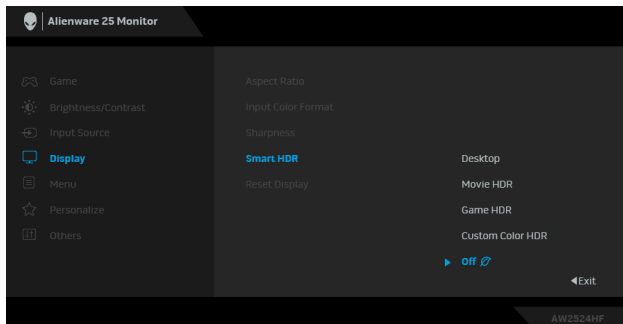 Alienware 25 Monitor
Game
Brightness/Contrast
Input Source
Display
Menu
Personalize
Others
Aspect Ratio
Input Color Format
Sharpness
Smart HDR
Reset Display
Desktop
Movie HDR
Game HDR
Custom Color HDR
Off
Exit
AW2524HF